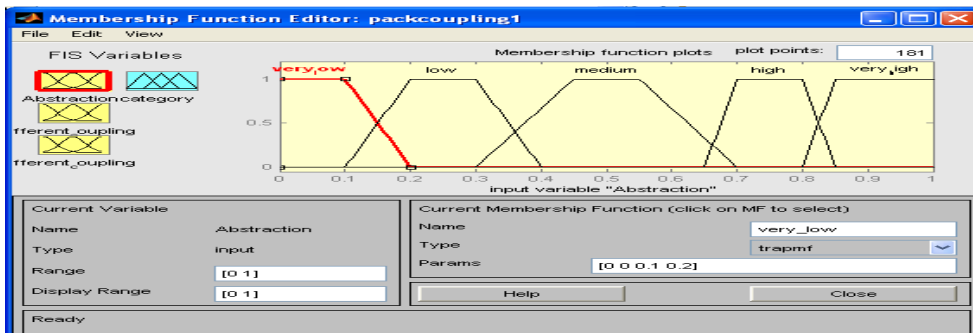 Membership Function Editor: packcoupling1
File Edit View
FIS Variables
Membership function plots plot points: 181
very_low low medium high very_high
Abstraction category
fferent_coupling
fferent_coupling
1
0.5
0
0 0.1 0.2 0.3 0.4 0.5 0.6 0.7 0.8 0.9 1
input variable "Abstraction"
Current Variable
Name Abstraction
Type input
Range [0 1]
Display Range [0 1]
Current Membership Function (click on MF to select)
Name very_low
Type trapmf
Params [0 0 0.1 0.2]
Help Close
Ready